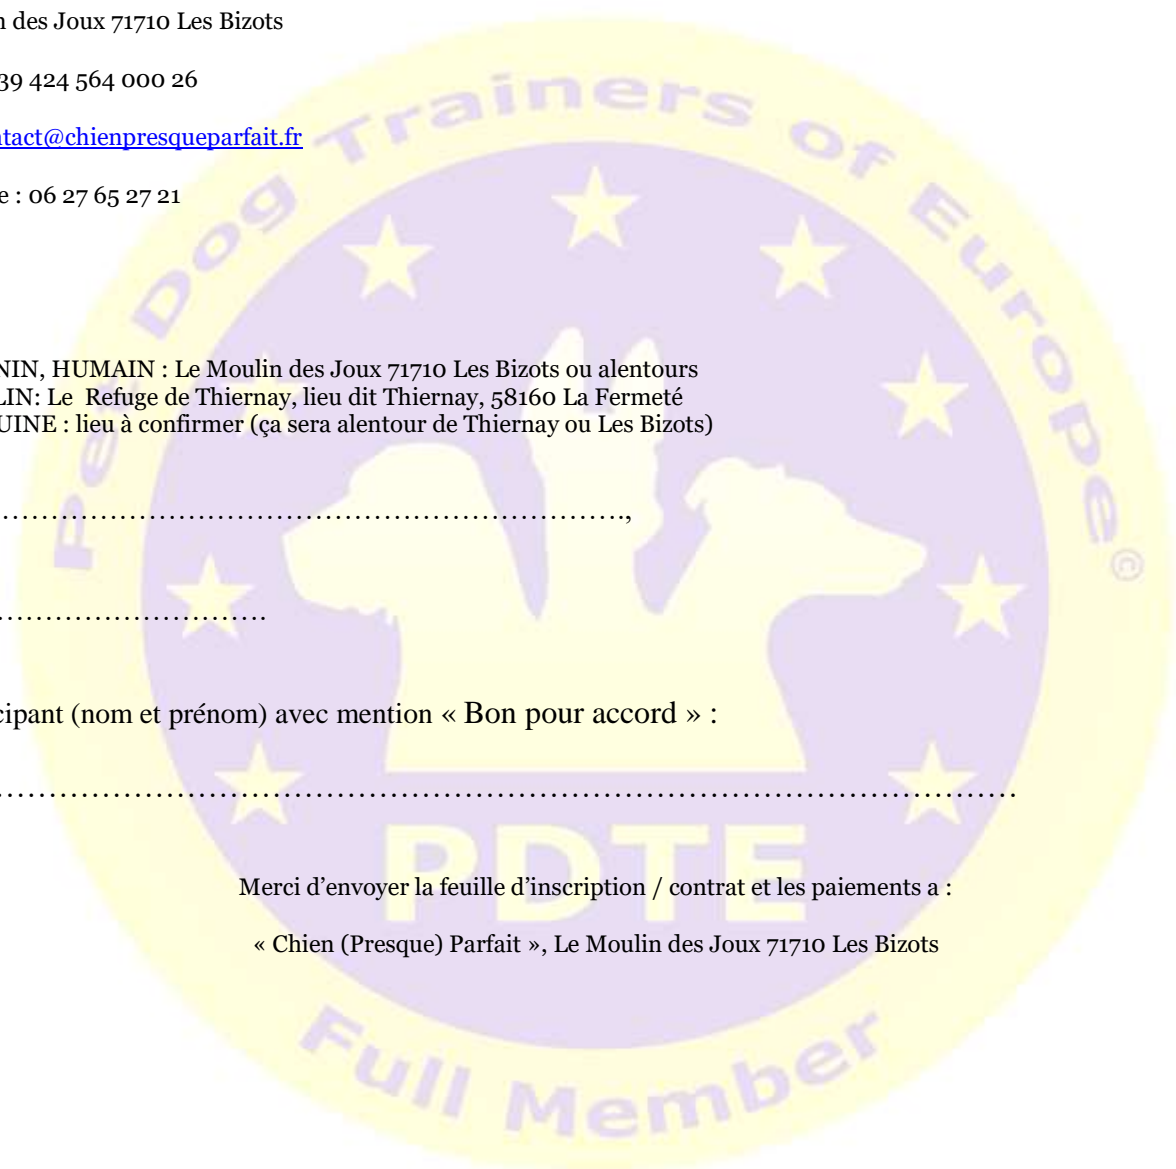 n des Joux 71710 Les Bizots
39 424 564 000 26
ntact@chienpresqueparfait.fr
e : 06 27 65 27 21
NIN, HUMAIN : Le Moulin des Joux 71710 Les Bizots ou alentours
LIN: Le Refuge de Thiernay, lieu dit Thiernay, 58160 La Fermeté
UINE : lieu à confirmer (ça sera alentour de Thiernay ou Les Bizots)
…………………………………………………………….,
……………………….
cipant (nom et prénom) avec mention « Bon pour accord » :
……………………………………………………………………………………
Merci d’envoyer la feuille d’inscription / contrat et les paiements a :
« Chien (Presque) Parfait », Le Moulin des Joux 71710 Les Bizots
Pet Dog Trainers of Europe©
PDTE
Full Member